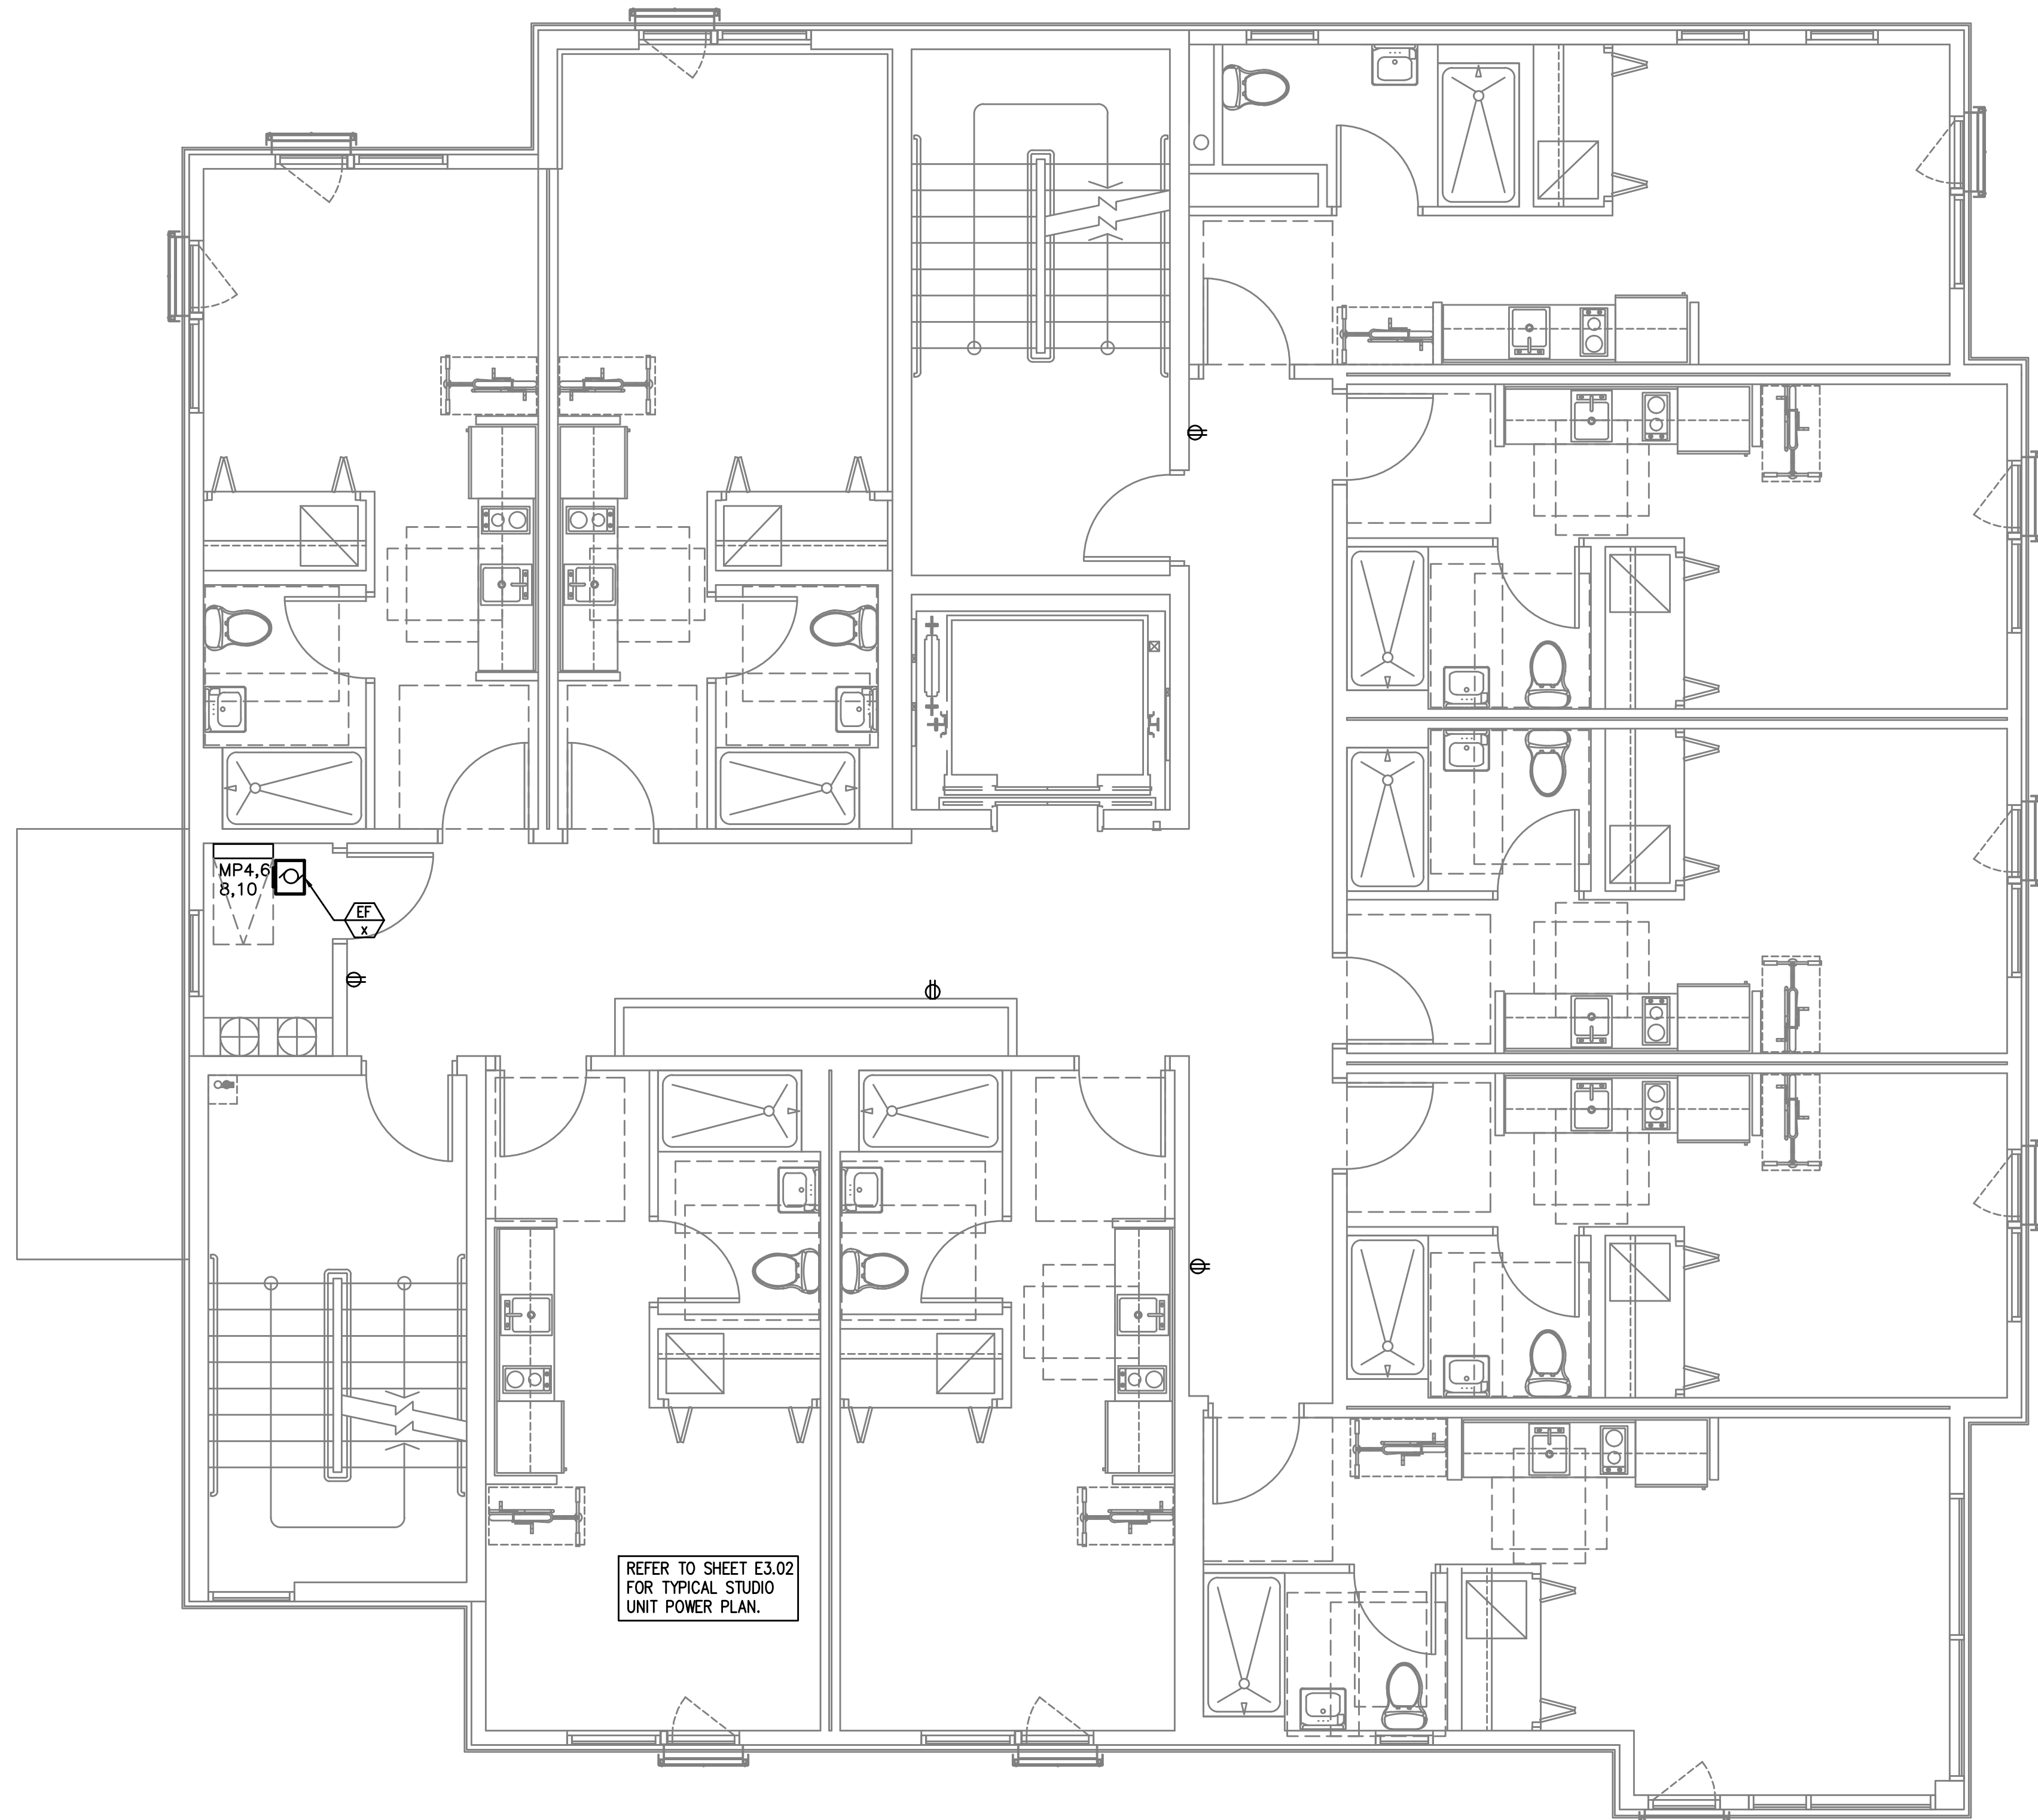 MP4,6
8,10
EF
x
REFER TO SHEET E3.02
FOR TYPICAL STUDIO
UNIT POWER PLAN.